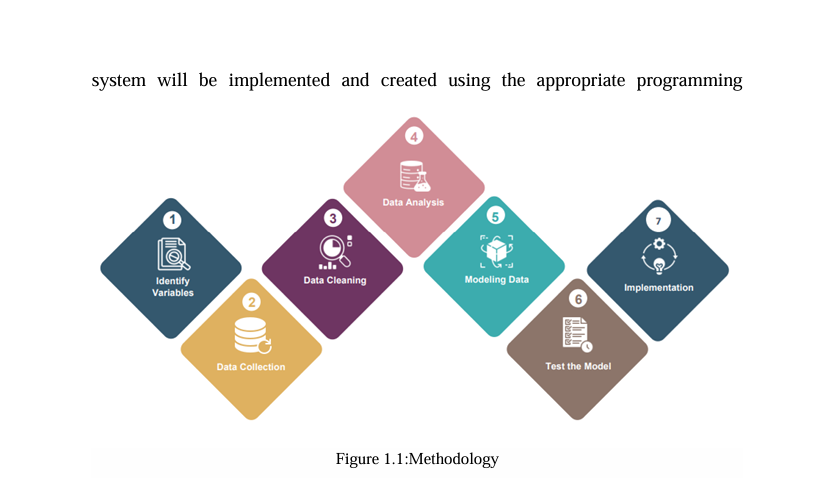 system will be implemented and created using the appropriate programming
1
Identify
Variables
2
Data Collection
3
Data Cleaning
4
Data Analysis
5
Modeling Data
6
Test the Model
7
Implementation
Figure 1.1:Methodology